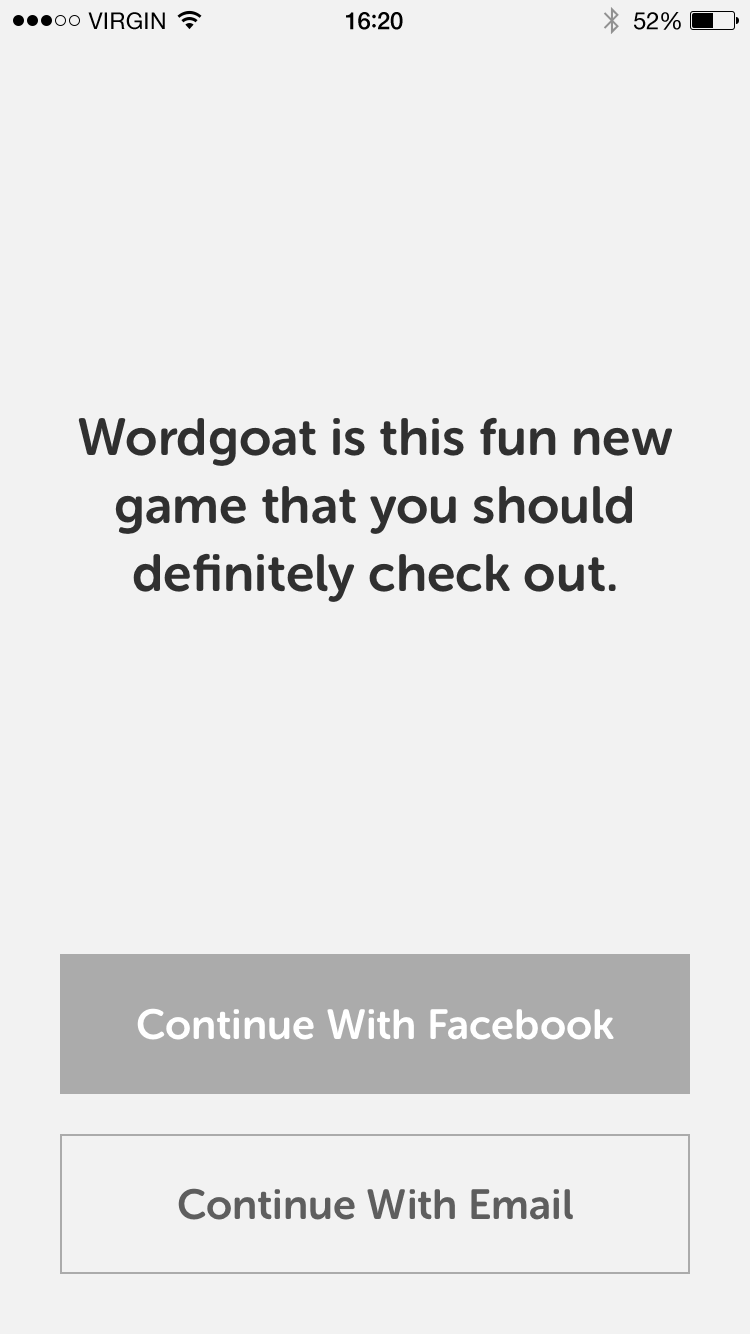 VIRGIN 16:20 52%
Wordgoat is this fun new
game that you should
definitely check out.
Continue With Facebook
Continue With Email